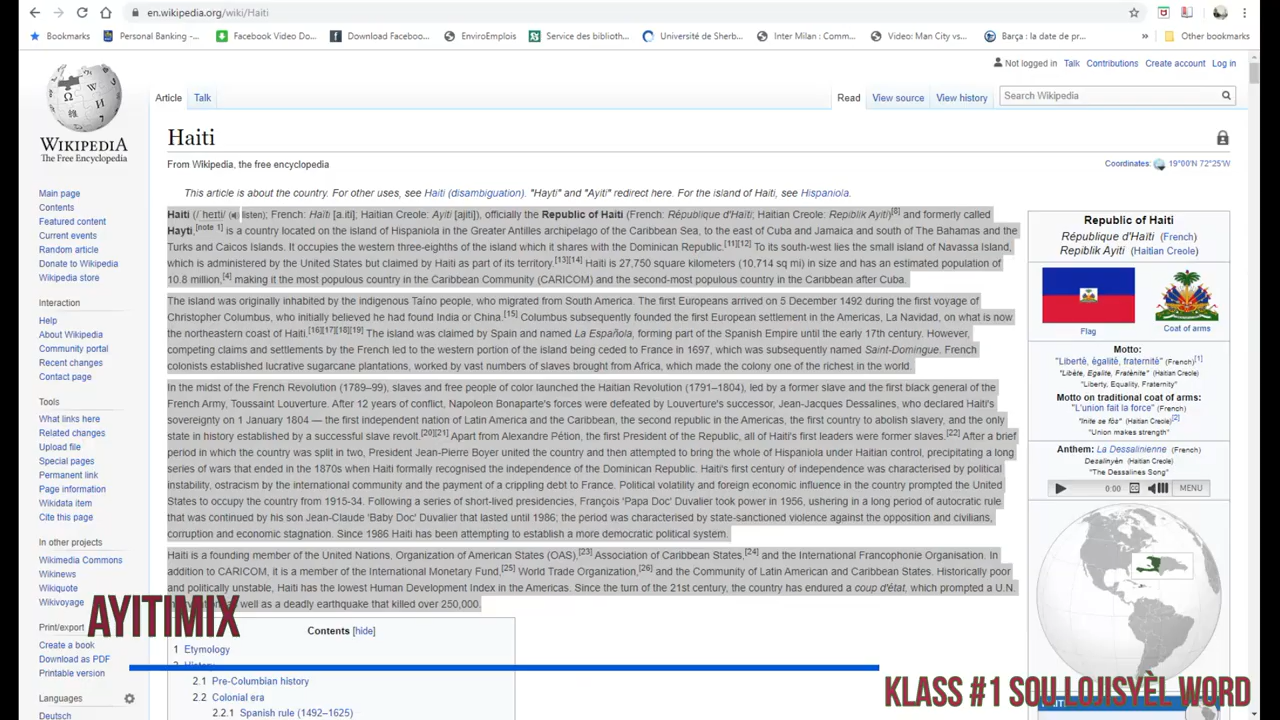 en.wikipedia.org/wiki/Haiti
Bookmarks
Personal Banking -...
Facebook Video Do...
Download Faceboo...
EnviroEmplois
Service des biblioth...
Université de Sherb...
Inter Milan : Comm...
Video: Man City vs...
Barça : la date de pr...
»
Other bookmarks
Not logged in Talk Contributions Create account Log in
Article Talk
Read View source View history
Search Wikipedia
WIKIPEDIA
The Free Encyclopedia
Main page
Contents
Featured content
Current events
Random article
Donate to Wikipedia
Wikipedia store
Interaction
Help
About Wikipedia
Community portal
Recent changes
Contact page
Tools
What links here
Related changes
Upload file
Special pages
Permanent link
Page information
Wikidata item
Cite this page
In other projects
Wikimedia Commons
Wikinews
Wikiquote
Wikivoyage
Print/export
Create a book
Download as PDF
Printable version
Languages
Deutsch
Haiti
From Wikipedia, the free encyclopedia
Coordinates: 19°00′N 72°25′W
This article is about the country. For other uses, see Haiti (disambiguation). "Hayti" and "Ayiti" redirect here. For the island of Haiti, see Hispaniola.
Haiti (/ˈheɪti/ listen); French: Haïti [a.iti]; Haitian Creole: Ayiti [ajiti]), officially the Republic of Haiti (French: République d'Haïti; Haitian Creole: Repiblik Ayiti)[8] and formerly called
Hayti,[note 1] is a country located on the island of Hispaniola in the Greater Antilles archipelago of the Caribbean Sea, to the east of Cuba and Jamaica and south of The Bahamas and the
Turks and Caicos Islands. It occupies the western three-eighths of the island which it shares with the Dominican Republic.[11][12] To its south-west lies the small island of Navassa Island,
which is administered by the United States but claimed by Haiti as part of its territory.[13][14] Haiti is 27,750 square kilometers (10,714 sq mi) in size and has an estimated population of
10.8 million,[4] making it the most populous country in the Caribbean Community (CARICOM) and the second-most populous country in the Caribbean after Cuba.
The island was originally inhabited by the indigenous Taíno people, who migrated from South America. The first Europeans arrived on 5 December 1492 during the first voyage of
Christopher Columbus, who initially believed he had found India or China.[15] Columbus subsequently founded the first European settlement in the Americas, La Navidad, on what is now
the northeastern coast of Haiti.[16][17][18][19] The island was claimed by Spain and named La Española, forming part of the Spanish Empire until the early 17th century. However,
competing claims and settlements by the French led to the western portion of the island being ceded to France in 1697, which was subsequently named Saint-Domingue. French
colonists established lucrative sugarcane plantations, worked by vast numbers of slaves brought from Africa, which made the colony one of the richest in the world.
In the midst of the French Revolution (1789–99), slaves and free people of color launched the Haitian Revolution (1791–1804), led by a former slave and the first black general of the
French Army, Toussaint Louverture. After 12 years of conflict, Napoleon Bonaparte's forces were defeated by Louverture's successor, Jean-Jacques Dessalines, who declared Haiti's
sovereignty on 1 January 1804 — the first independent nation of Latin America and the Caribbean, the second republic in the Americas, the first country to abolish slavery, and the only
state in history established by a successful slave revolt.[20][21] Apart from Alexandre Pétion, the first President of the Republic, all of Haiti's first leaders were former slaves.[22] After a brief
period in which the country was split in two, President Jean-Pierre Boyer united the country and then attempted to bring the whole of Hispaniola under Haitian control, precipitating a long
series of wars that ended in the 1870s when Haiti formally recognized the independence of the Dominican Republic. Haiti's first century of independence was characterised by political
instability, ostracism by the international community and the payment of a crippling debt to France. Political volatility and foreign economic influence in the country prompted the United
States to occupy the country from 1915-34. Following a series of short-lived presidencies, François 'Papa Doc' Duvalier took power in 1956, ushering in a long period of autocratic rule
that was continued by his son Jean-Claude 'Baby Doc' Duvalier that lasted until 1986; the period was characterised by state-sanctioned violence against the opposition and civilians,
corruption and economic stagnation. Since 1986 Haiti has been attempting to establish a more democratic political system.
Haiti is a founding member of the United Nations, Organization of American States (OAS),[23] Association of Caribbean States,[24] and the International Francophonie Organisation. In
addition to CARICOM, it is a member of the International Monetary Fund,[25] World Trade Organization,[26] and the Community of Latin American and Caribbean States. Historically poor
and politically unstable, Haiti has the lowest Human Development Index in the Americas. Since the turn of the 21st century, the country has endured a coup d'état, which prompted a U.N.
as well as a deadly earthquake that killed over 250,000.
Contents [hide]
1 Etymology
2 History
2.1 Pre-Columbian history
2.2 Colonial era
2.2.1 Spanish rule (1492–1625)
Republic of Haiti
République d'Haïti (French)
Repiblik Ayiti (Haitian Creole)
Flag
Coat of arms
Motto:
"Liberté, égalité, fraternité" (French)[1]
"Libète, Egalite, Fratènite" (Haitian Creole)
"Liberty, Equality, Fraternity"
Motto on traditional coat of arms:
"L'union fait la force" (French)
"Inite se fòs" (Haitian Creole)[2]
"Union makes strength"
Anthem: La Dessalinienne (French)
Desalinyèn (Haitian Creole)
"The Dessalines Song"
0:00 MENU
AYITIMIX
KLASS #1 SOU LOJISYÈL WORD